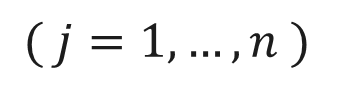 ( j = 1, ... , n )